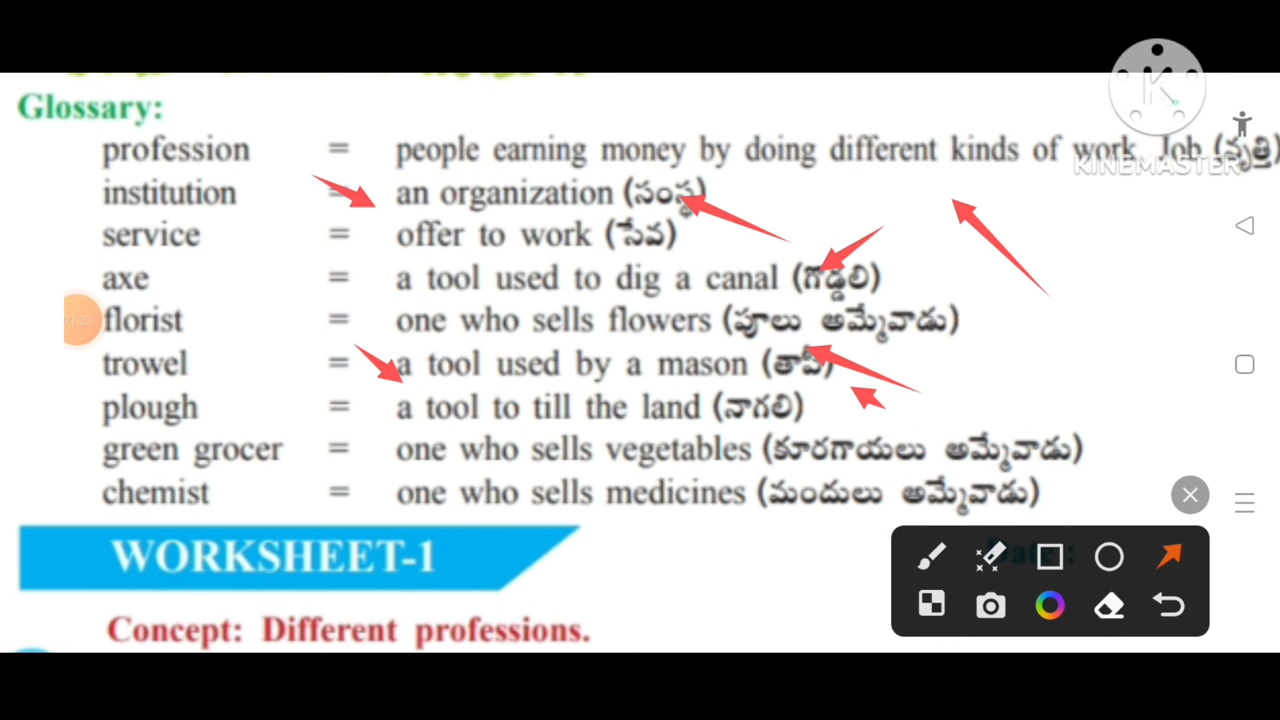 Glossary:
profession = people earning money by doing different kinds of work, Job (వృత్తి)
institution = an organization (సంస్థ)
service = offer to work (సేవ)
axe = a tool used to dig a canal (గొడ్డలి)
florist = one who sells flowers (పూలు అమ్మేవాడు)
trowel = a tool used by a mason (తాపీ)
plough = a tool to till the land (నాగలి)
green grocer = one who sells vegetables (కూరగాయలు అమ్మేవాడు)
chemist = one who sells medicines (మందులు అమ్మేవాడు)
WORKSHEET-1
Date :
Concept: Different professions.
KINEMASTER
01:23